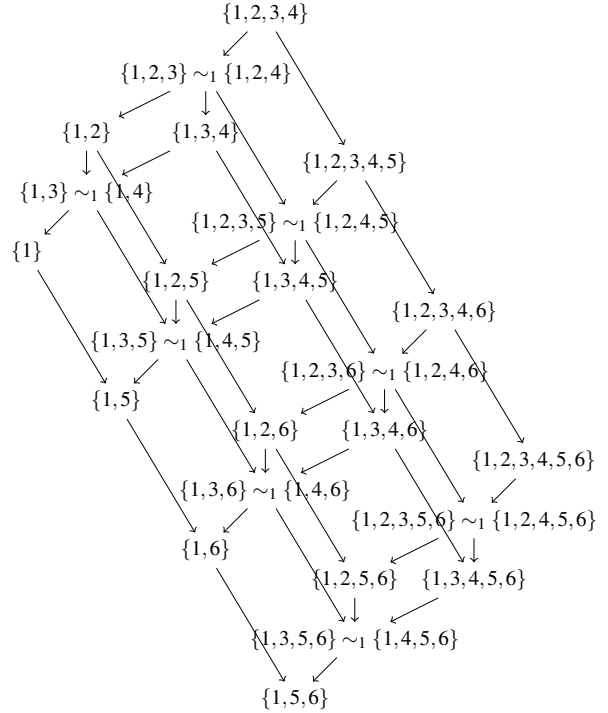 {1,2,3,4}
{1,2,3} ∼₁ {1,2,4}
{1,2} {1,3,4}
{1,2,3,4,5}
{1,3} ∼₁ {1,4}
{1,2,3,5} ∼₁ {1,2,4,5}
{1}
{1,2,5} {1,3,4,5}
{1,2,3,4,6}
{1,3,5} ∼₁ {1,4,5}
{1,2,3,6} ∼₁ {1,2,4,6}
{1,5}
{1,2,6} {1,3,4,6}
{1,2,3,4,5,6}
{1,3,6} ∼₁ {1,4,6}
{1,2,3,5,6} ∼₁ {1,2,4,5,6}
{1,6}
{1,2,5,6} {1,3,4,5,6}
{1,3,5,6} ∼₁ {1,4,5,6}
{1,5,6}